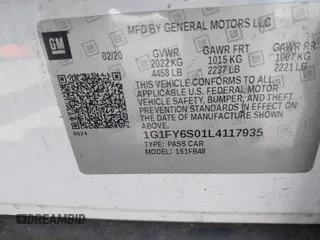 MFD BY GENERAL MOTORS LLC
GM
02/20 GVWR GAWR FRT GAWR RR
2022 KG 1015 KG 1007 KG
4458 LB 2237 LB 2221 LB
THIS VEHICLE CONFORMS TO ALL
APPLICABLE U.S. FEDERAL MOTOR
VEHICLE SAFETY, BUMPER, AND
THEFT PREVENTION STANDARDS
IN EFFECT ON THE DATE OF
MANUFACTURE SHOWN ABOVE.
8624 1G1FY6S01L4117935
TYPE: PASS CAR
MODEL: 1S1FB48
DREAMBID